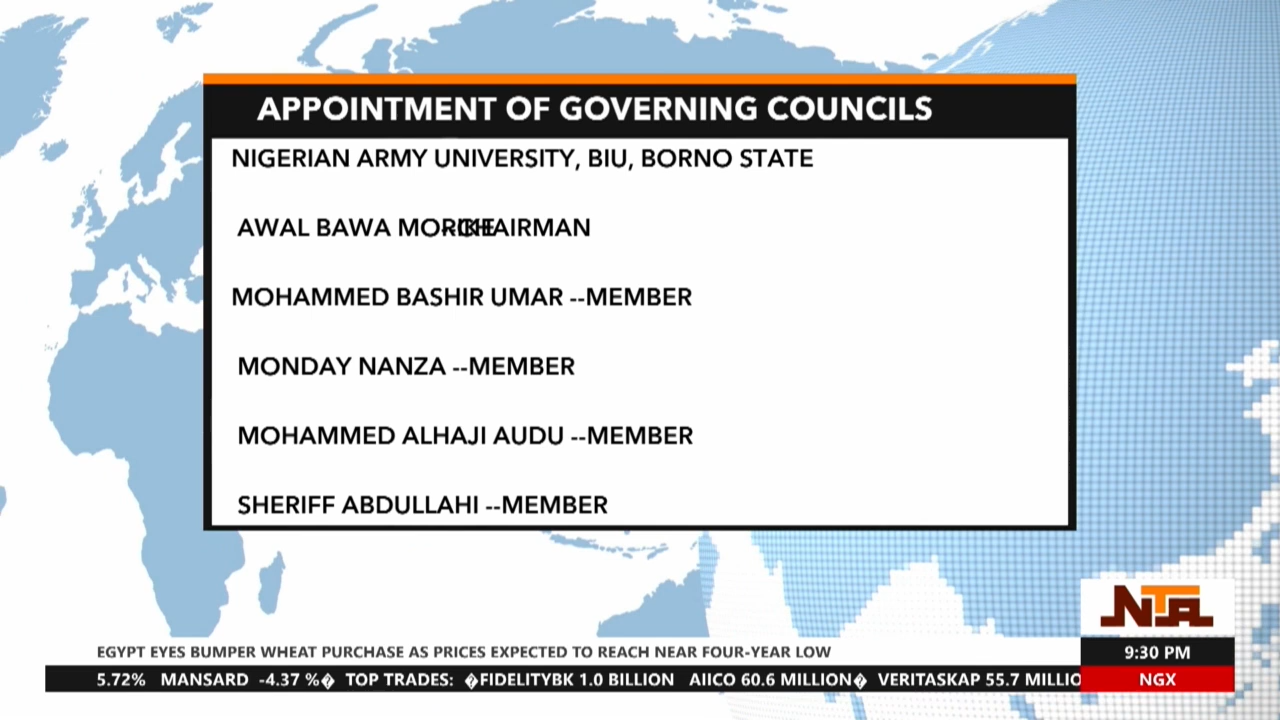 APPOINTMENT OF GOVERNING COUNCILS
NIGERIAN ARMY UNIVERSITY, BIU, BORNO STATE
AWAL BAWA
MOHAMMED BASHIR UMAR --MEMBER
MONDAY NANZA --MEMBER
MOHAMMED ALHAJI AUDU --MEMBER
SHERIFF ABDULLAHI --MEMBER
NTA
EGYPT EYES BUMPER WHEAT PURCHASE AS PRICES EXPECTED TO REACH NEAR FOUR-YEAR LOW
9:30 PM
5.72% MANSARD -4.37 %� TOP TRADES: �FIDELITYBK 1.0 BILLION AIICO 60.6 MILLION� VERITASKAP 55.7 MILLIO
NGX